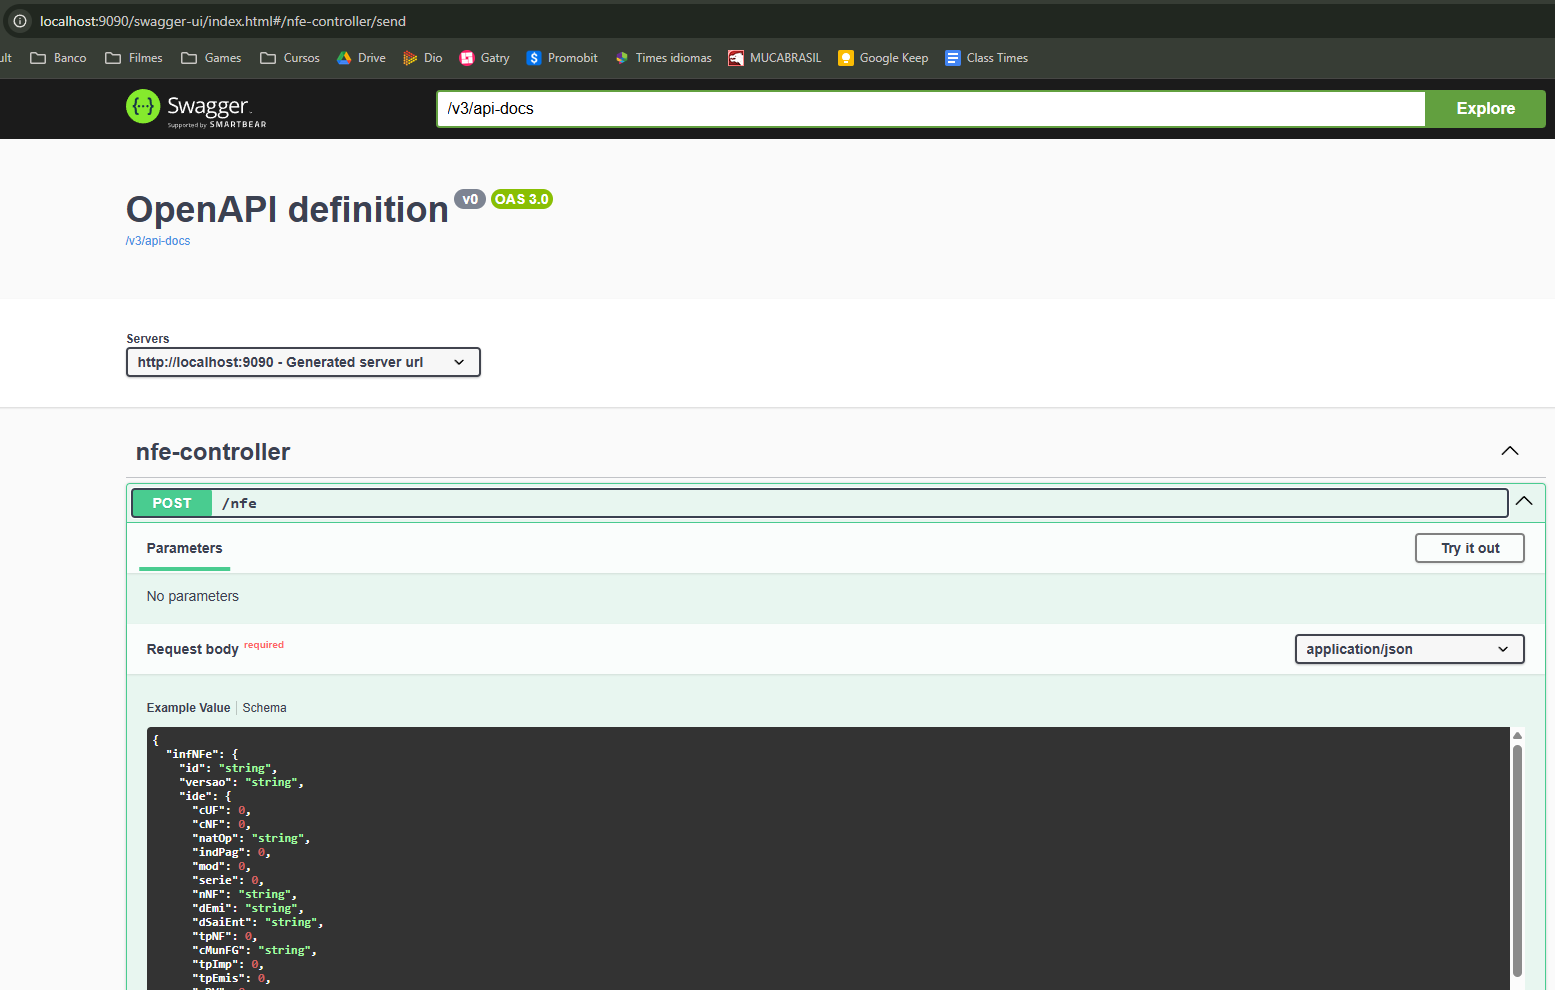 localhost:9090/swagger-ui/index.html#/nfe-controller/send
ult Banco Filmes Games Cursos Drive Dio Gatry Promobit Times idiomas MUCABRASIL Google Keep Class Times
Swagger
Supported by SMARTBEAR
/v3/api-docs
Explore
OpenAPI definition v0 OAS 3.0
/v3/api-docs
Servers
http://localhost:9090 - Generated server url
nfe-controller
POST /nfe
Parameters
Try it out
No parameters
Request body required
application/json
Example Value | Schema
{
  "infNFe": {
    "id": "string",
    "versao": "string",
    "ide": {
      "cUF": 0,
      "cNF": 0,
      "natOp": "string",
      "indPag": 0,
      "mod": 0,
      "serie": 0,
      "nNF": "string",
      "dEmi": "string",
      "dSaiEnt": "string",
      "tpNF": 0,
      "cMunFG": "string",
      "tpImp": 0,
      "tpEmis": 0,